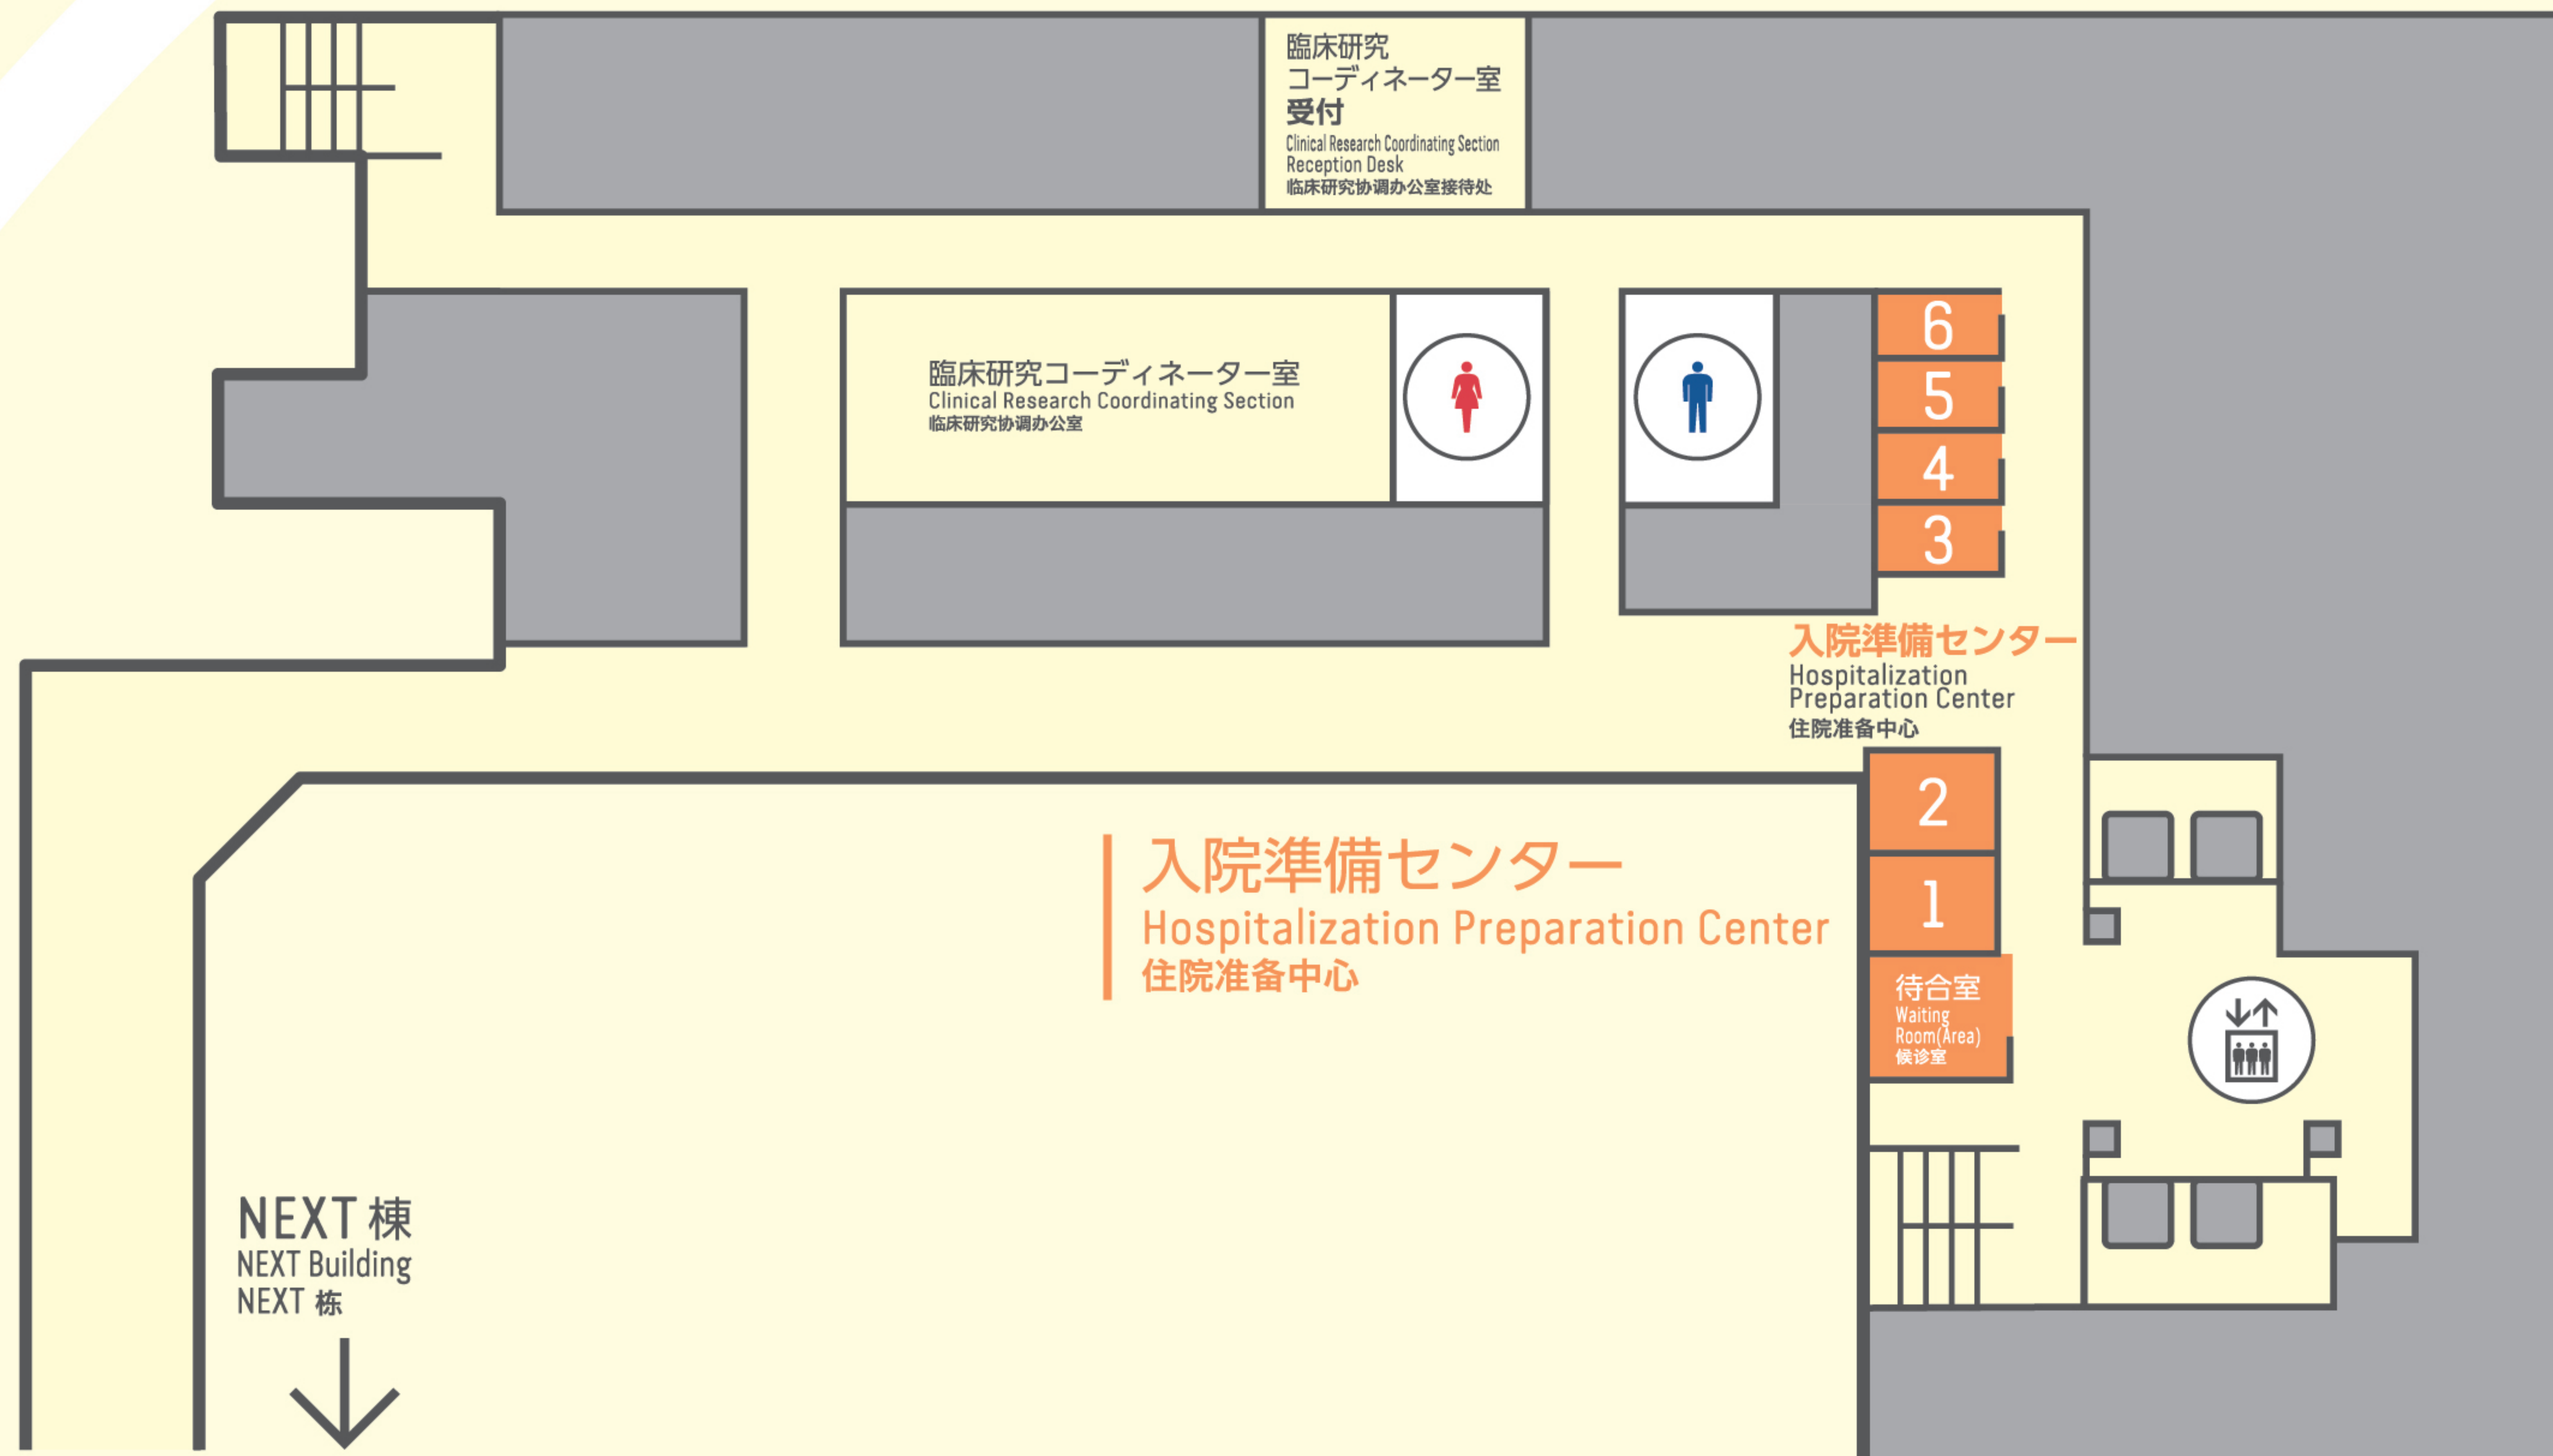 臨床研究
コーディネーター室
受付
Clinical Research Coordinating Section
Reception Desk
临床研究协调办公室接待处
臨床研究コーディネーター室
Clinical Research Coordinating Section
临床研究协调办公室
6
5
4
3
入院準備センター
Hospitalization
Preparation Center
住院准备中心
2
1
待合室
Waiting
Room(Area)
候诊室
入院準備センター
Hospitalization Preparation Center
住院准备中心
NEXT棟
NEXT Building
NEXT 栋